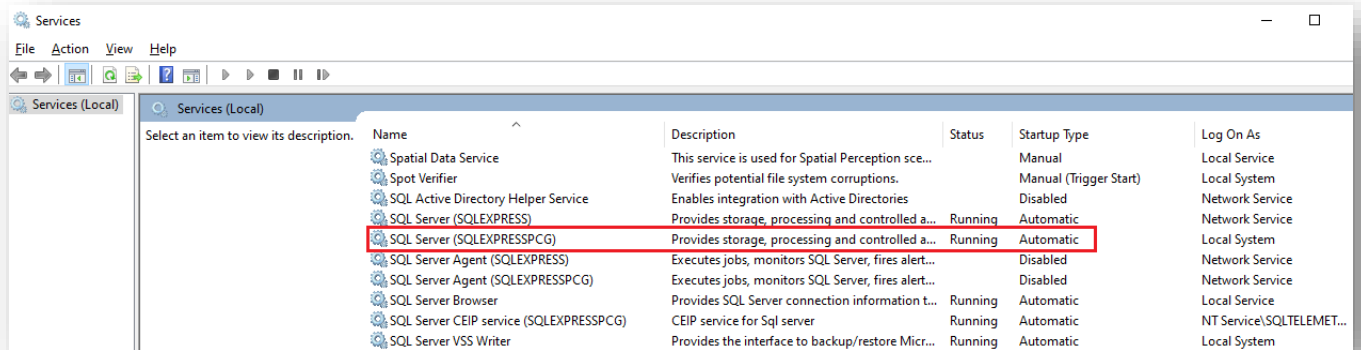 Services
File Action View Help
Services (Local)
Services (Local)
Select an item to view its description.
Name Description Status Startup Type Log On As
Spatial Data Service This service is used for Spatial Perception sce... Manual Local Service
Spot Verifier Verifies potential file system corruptions. Manual (Trigger Start) Local System
SQL Active Directory Helper Service Enables integration with Active Directories Disabled Network Service
SQL Server (SQLEXPRESS) Provides storage, processing and controlled a... Running Automatic Network Service
SQL Server (SQLEXPRESSPCG) Provides storage, processing and controlled a... Running Automatic Local System
SQL Server Agent (SQLEXPRESS) Executes jobs, monitors SQL Server, fires alert... Disabled Network Service
SQL Server Agent (SQLEXPRESSPCG) Executes jobs, monitors SQL Server, fires alert... Disabled Network Service
SQL Server Browser Provides SQL Server connection information t... Running Automatic Local Service
SQL Server CEIP service (SQLEXPRESSPCG) CEIP service for Sql server Running Automatic NT Service\SQLTELEMET...
SQL Server VSS Writer Provides the interface to backup/restore Micr... Running Automatic Local System